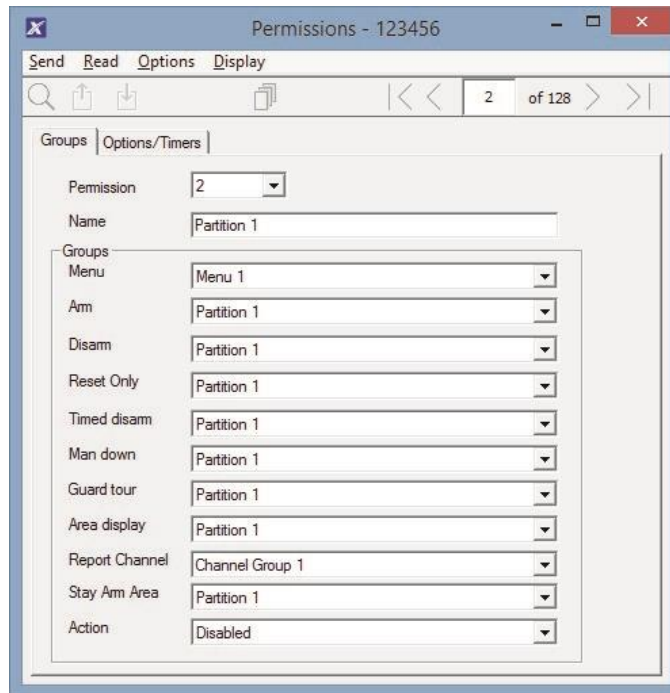 X
Permissions - 123456
Send Read Options Display
2 of 128
Groups Options/Timers
Permission 2
Name Partition 1
Groups
Menu Menu 1
Arm Partition 1
Disarm Partition 1
Reset Only Partition 1
Timed disarm Partition 1
Man down Partition 1
Guard tour Partition 1
Area display Partition 1
Report Channel Channel Group 1
Stay Arm Area Partition 1
Action Disabled